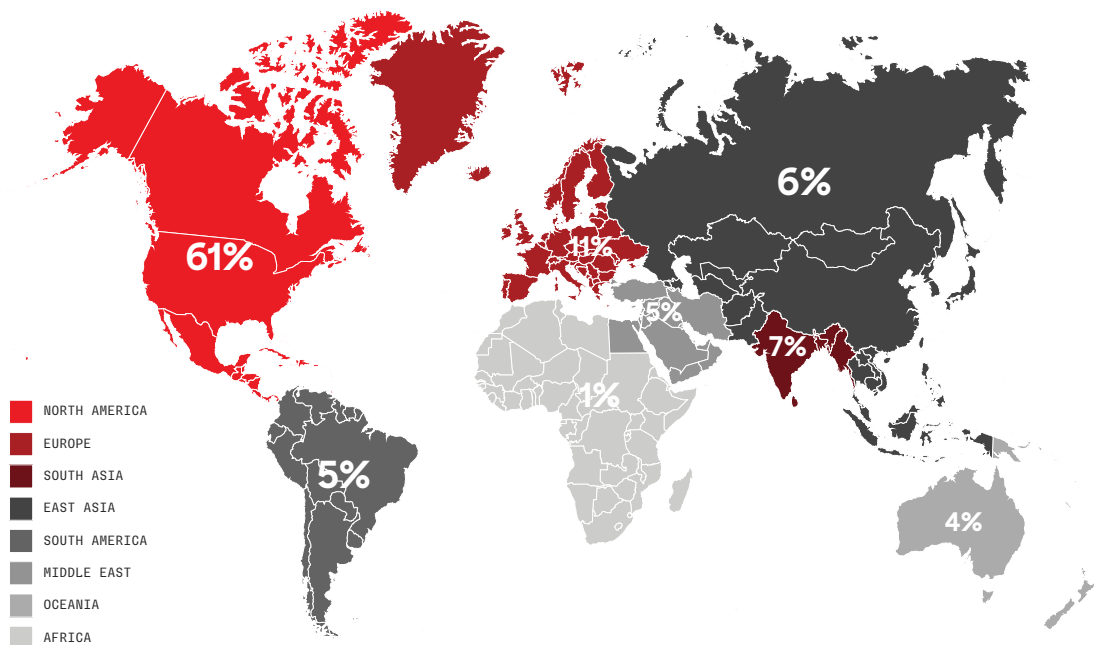 6%
61%
11%
5%
7%
1%
5%
4%
NORTH AMERICA
EUROPE
SOUTH ASIA
EAST ASIA
SOUTH AMERICA
MIDDLE EAST
OCEANIA
AFRICA